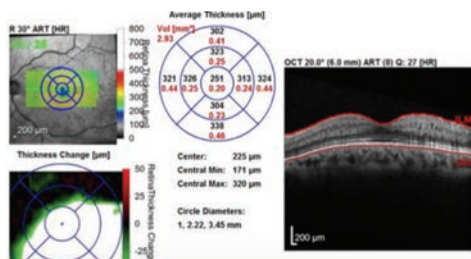 R 30° ART [HR]
800
700
600
500
400
300
200
100
0
Retina Thickness [µm]
200 µm
Average Thickness [µm]
Vol [mm³]
2.83
302
0.41
323
0.25
321
0.44
326
0.25
251
0.20
313
0.24
324
0.44
304
0.23
338
0.46
Center: 225 µm
Central Min: 171 µm
Central Max: 320 µm
Circle Diameters:
1, 2.22, 3.45 mm
Thickness Change [µm]
50
25
0
-25
-50
RetinaThickness Change
OCT 20.0° (6.0 mm) ART (8) Q: 27 [HR]
200 µm